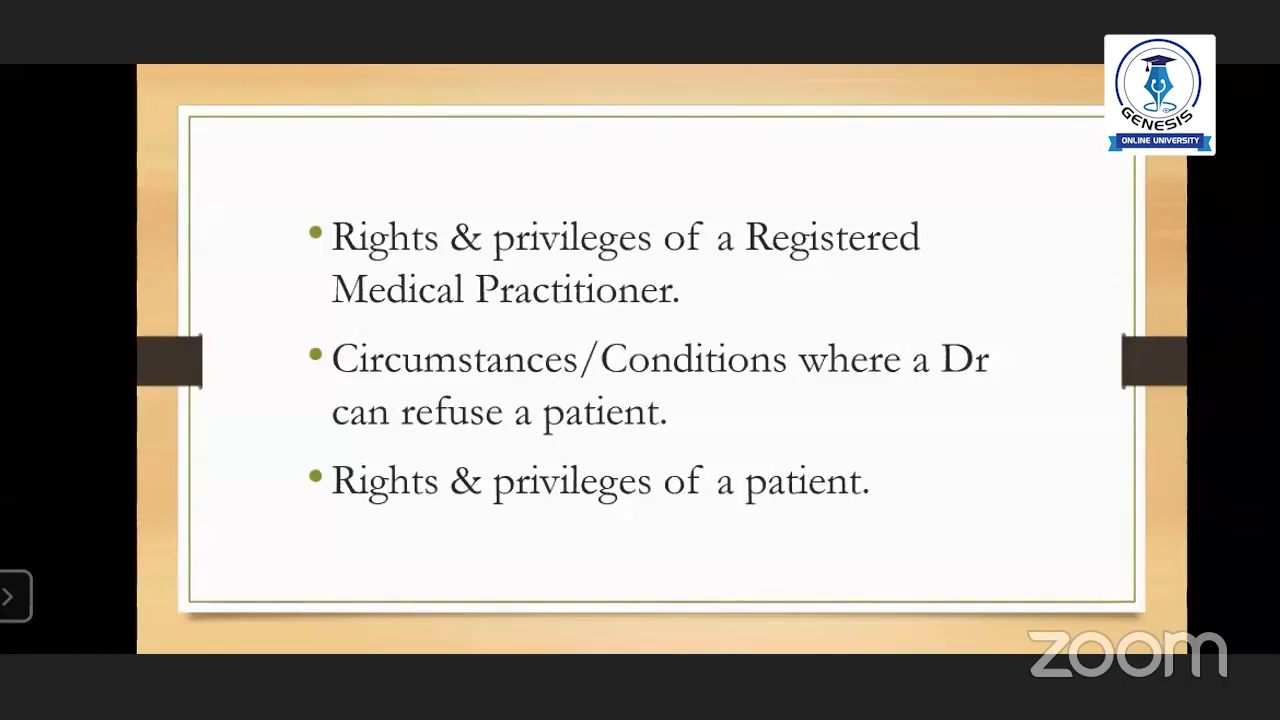 GENESIS
ONLINE UNIVERSITY
• Rights & privileges of a Registered
Medical Practitioner.
• Circumstances/Conditions where a Dr
can refuse a patient.
• Rights & privileges of a patient.
zoom